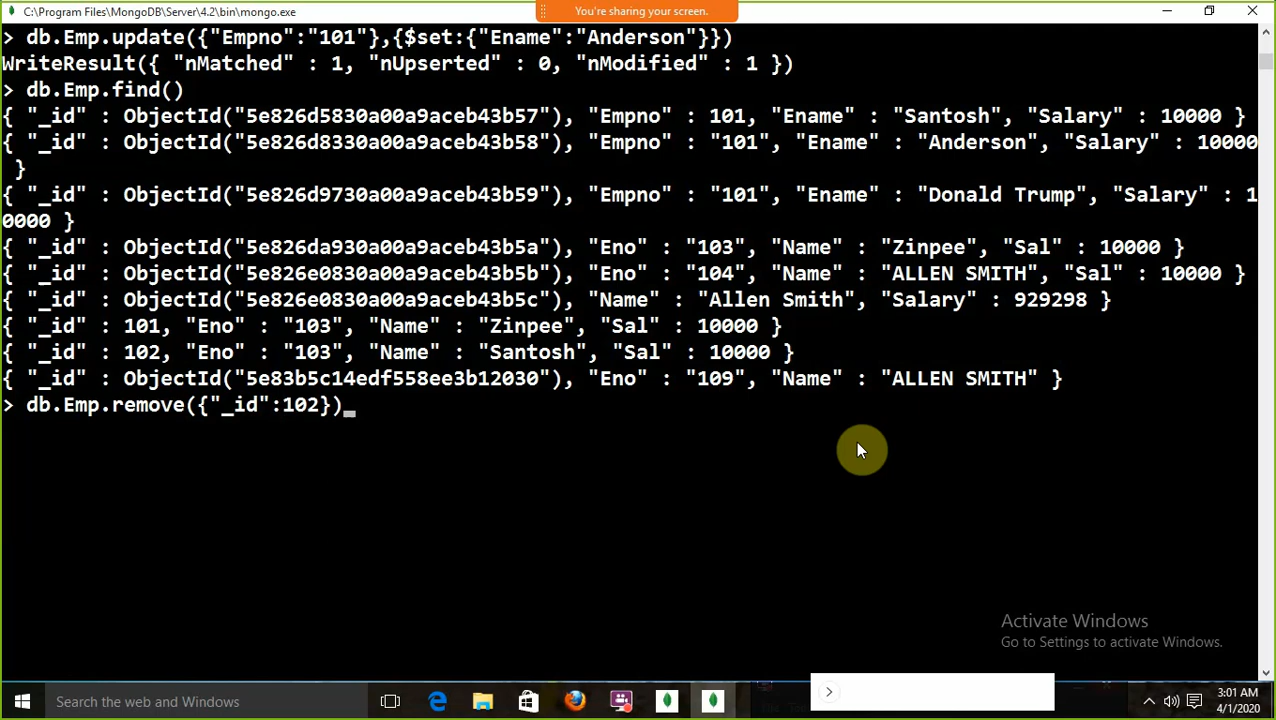 C:\Program Files\MongoDB\Server\4.2\bin\mongo.exe
You're sharing your screen.
> db.Emp.update({"Empno":"101"},{$set:{"Ename":"Anderson"}})
WriteResult({ "nMatched" : 1, "nUpserted" : 0, "nModified" : 1 })
> db.Emp.find()
{ "_id" : ObjectId("5e826d5830a00a9aceb43b57"), "Empno" : 101, "Ename" : "Santosh", "Salary" : 10000 }
{ "_id" : ObjectId("5e826d8330a00a9aceb43b58"), "Empno" : "101", "Ename" : "Anderson", "Salary" : 10000
}
{ "_id" : ObjectId("5e826d9730a00a9aceb43b59"), "Empno" : "101", "Ename" : "Donald Trump", "Salary" : 1
0000 }
{ "_id" : ObjectId("5e826da930a00a9aceb43b5a"), "Eno" : "103", "Name" : "Zinpee", "Sal" : 10000 }
{ "_id" : ObjectId("5e826e0830a00a9aceb43b5b"), "Eno" : "104", "Name" : "ALLEN SMITH", "Sal" : 10000 }
{ "_id" : ObjectId("5e826e0830a00a9aceb43b5c"), "Name" : "Allen Smith", "Salary" : 929298 }
{ "_id" : 101, "Eno" : "103", "Name" : "Zinpee", "Sal" : 10000 }
{ "_id" : 102, "Eno" : "103", "Name" : "Santosh", "Sal" : 10000 }
{ "_id" : ObjectId("5e83b5c14edf558ee3b12030"), "Eno" : "109", "Name" : "ALLEN SMITH" }
> db.Emp.remove({"_id":102})
Activate Windows
Go to Settings to activate Windows.
Search the web and Windows
3:01 AM
4/1/2020